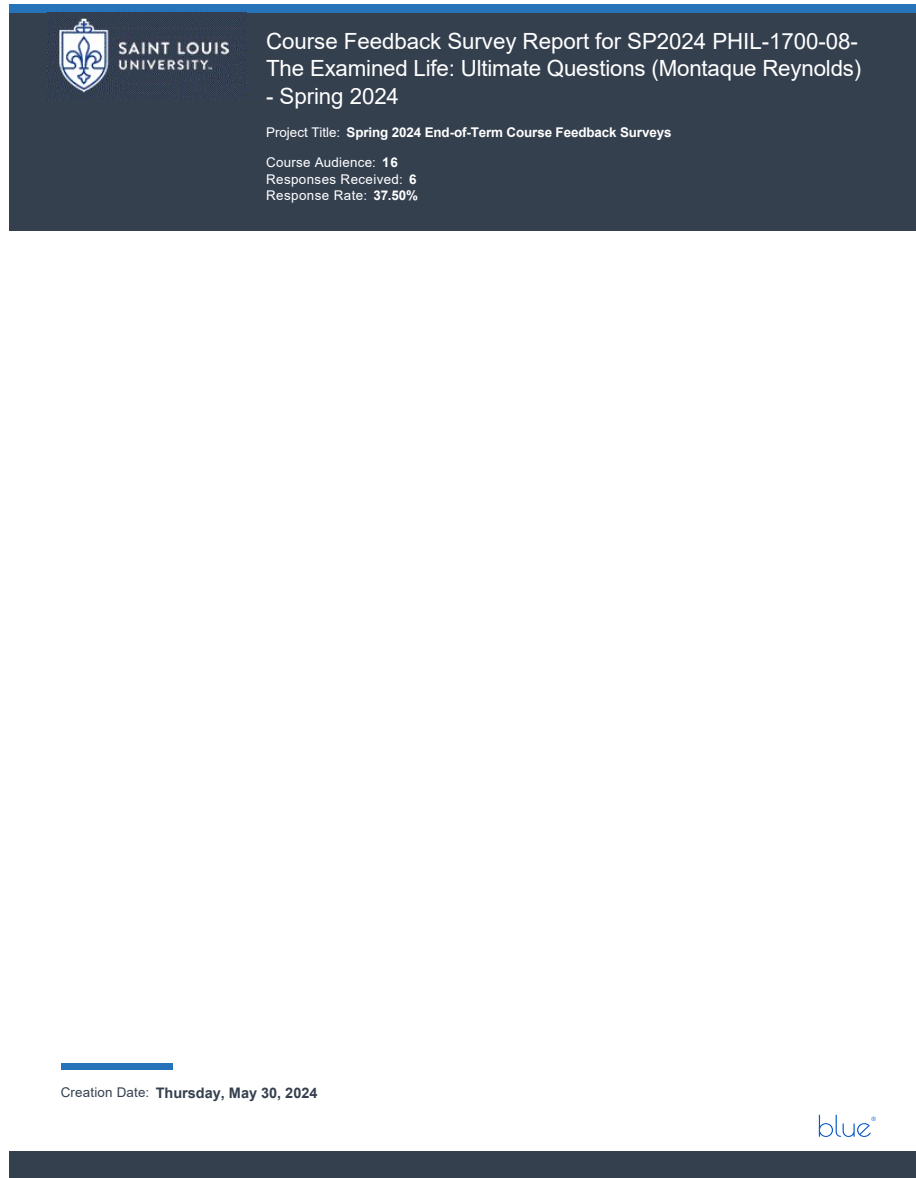 SAINT LOUIS
UNIVERSITY™
Course Feedback Survey Report for SP2024 PHIL-1700-08-
The Examined Life: Ultimate Questions (Montaque Reynolds)
- Spring 2024
Project Title: Spring 2024 End-of-Term Course Feedback Surveys
Course Audience: 16
Responses Received: 6
Response Rate: 37.50%
Creation Date: Thursday, May 30, 2024
blue®